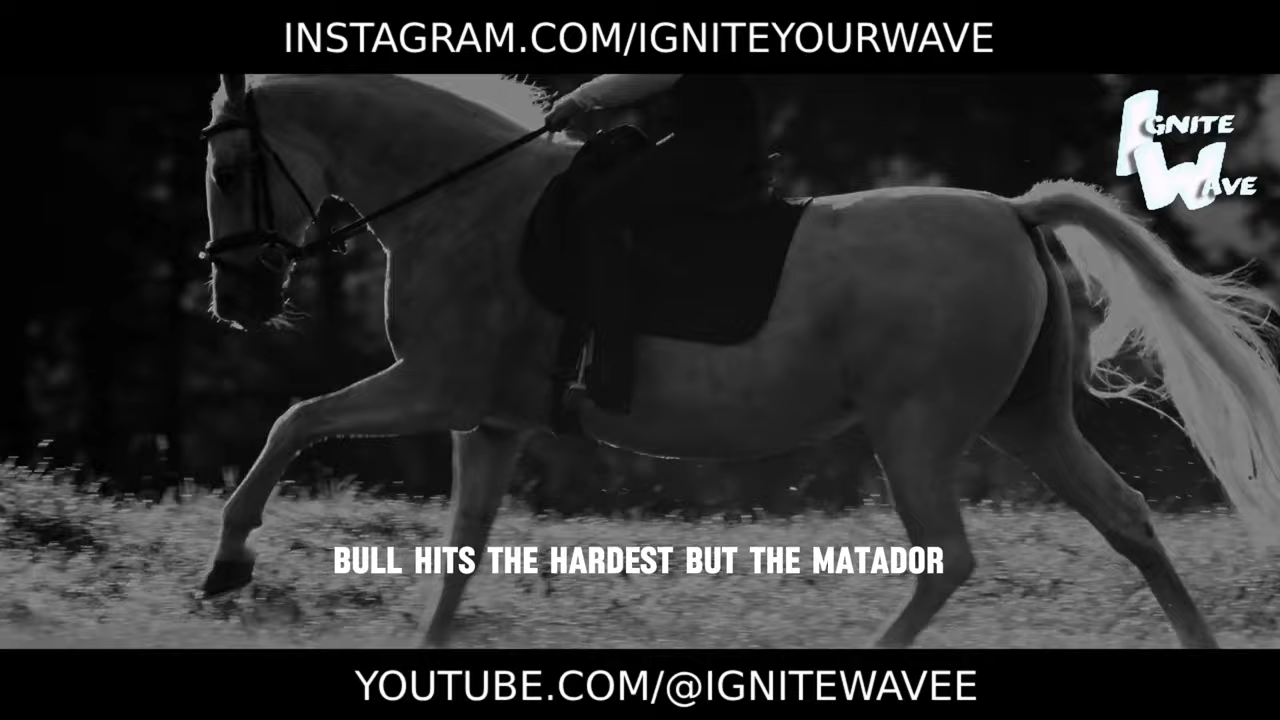 INSTAGRAM.COM/IGNITEYOURWAVE
IGNITE
WAVE
BULL HITS THE HARDEST BUT THE MATADOR
YOUTUBE.COM/@IGNITEWAVEE